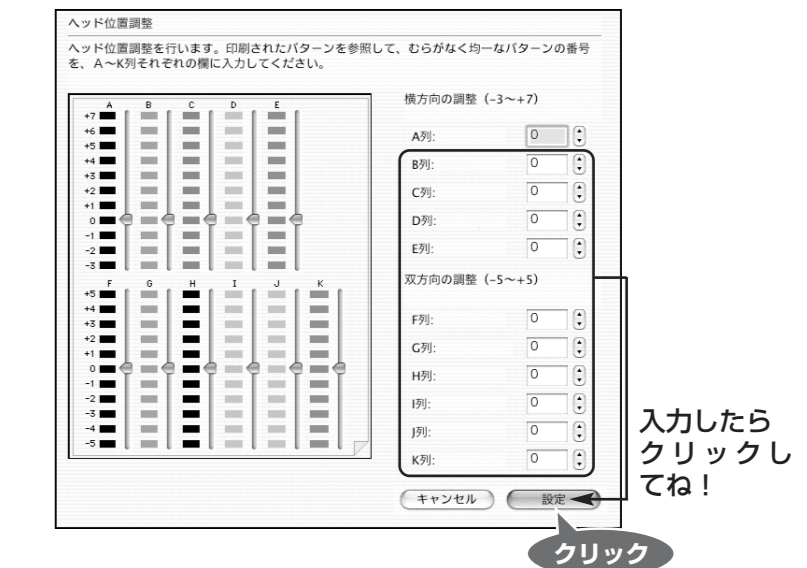 ヘッド位置調整
ヘッド位置調整を行います。印刷されたパターンを参照して、むらがなく均一なパターンの番号
を、A〜K列それぞれの欄に入力してください。
A B C D E
+7
+6
+5
+4
+3
+2
+1
0
-1
-2
-3
F G H I J K
+5
+4
+3
+2
+1
0
-1
-2
-3
-4
-5
横方向の調整（-3〜+7）
A列: 0
B列: 0
C列: 0
D列: 0
E列: 0
双方向の調整（-5〜+5）
F列: 0
G列: 0
H列: 0
I列: 0
J列: 0
K列: 0
キャンセル 設定
入力したら
クリックし
てね！
クリック